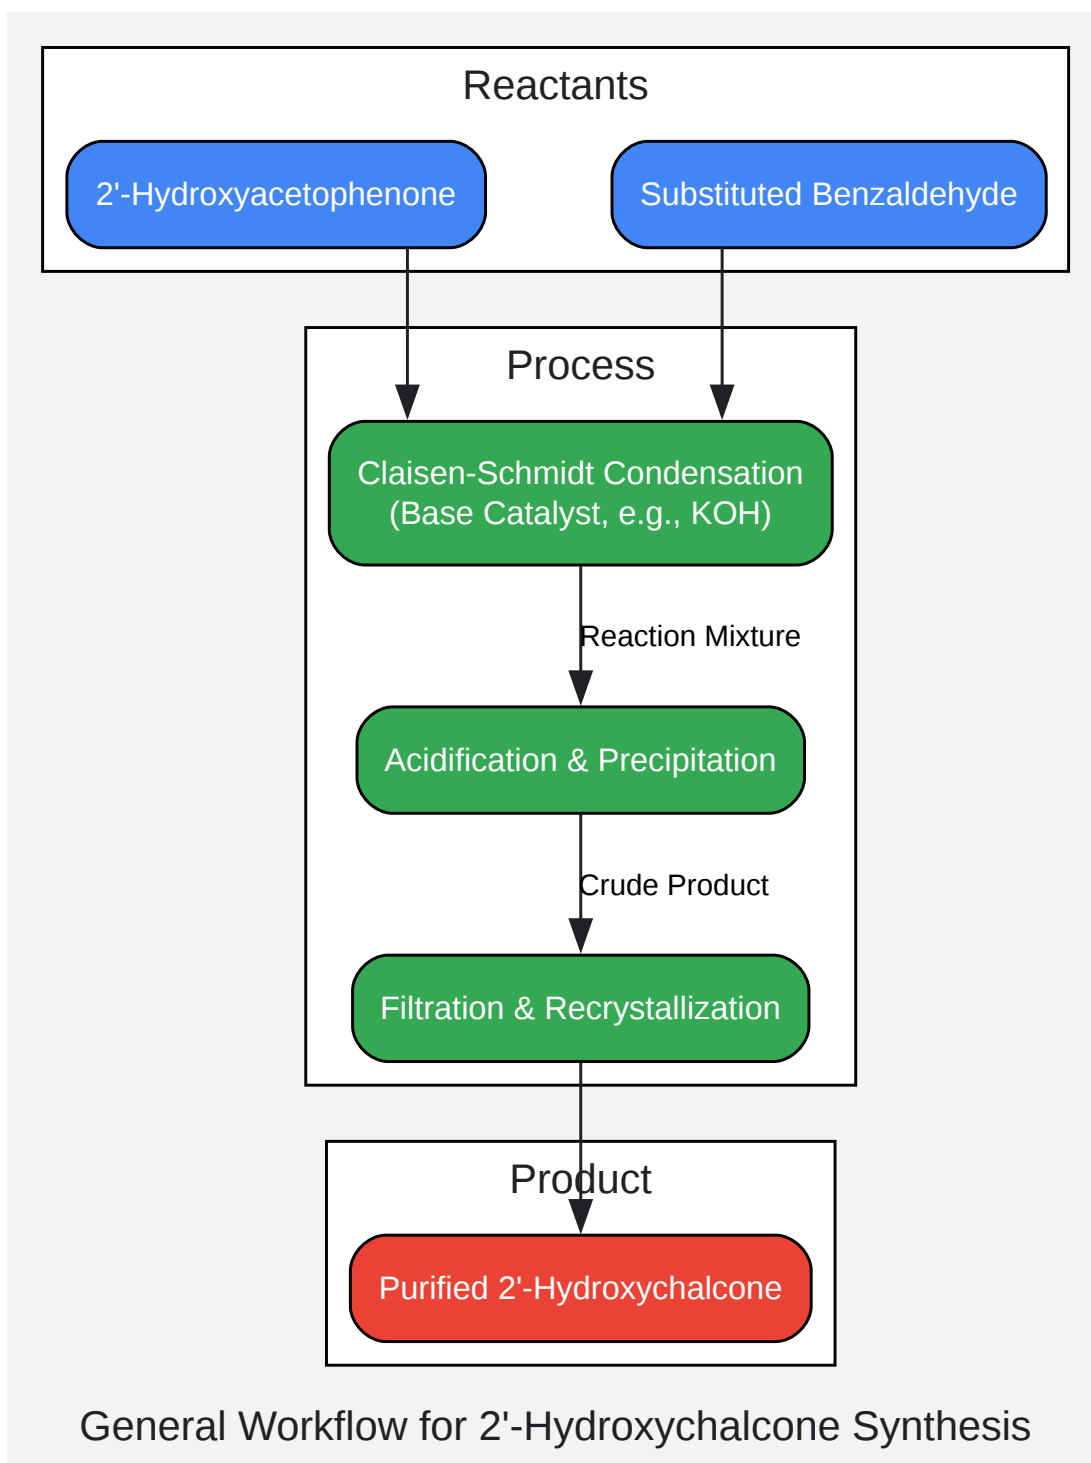 Reactants
2'-Hydroxyacetophenone
Substituted Benzaldehyde
Process
Claisen-Schmidt Condensation
(Base Catalyst, e.g., KOH)
Reaction Mixture
Acidification & Precipitation
Crude Product
Filtration & Recrystallization
Product
Purified 2'-Hydroxychalcone
General Workflow for 2'-Hydroxychalcone Synthesis